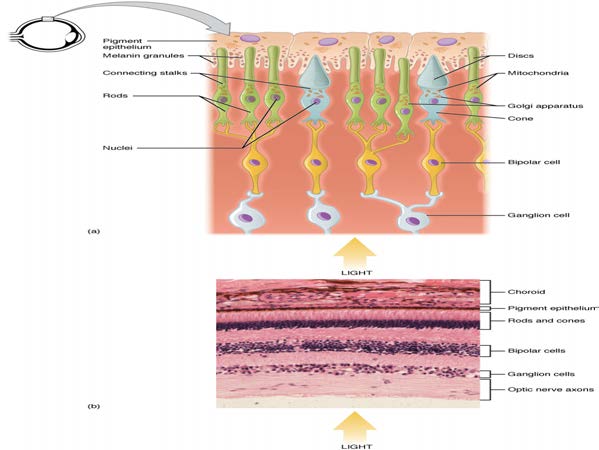 Pigment
epithelium
Melanin granules
Connecting stalks
Rods
Nuclei
Discs
Mitochondria
Golgi apparatus
Cone
Bipolar cell
Ganglion cell
(a)
LIGHT
Choroid
Pigment epithelium
Rods and cones
Bipolar cells
Ganglion cells
Optic nerve axons
(b)
LIGHT